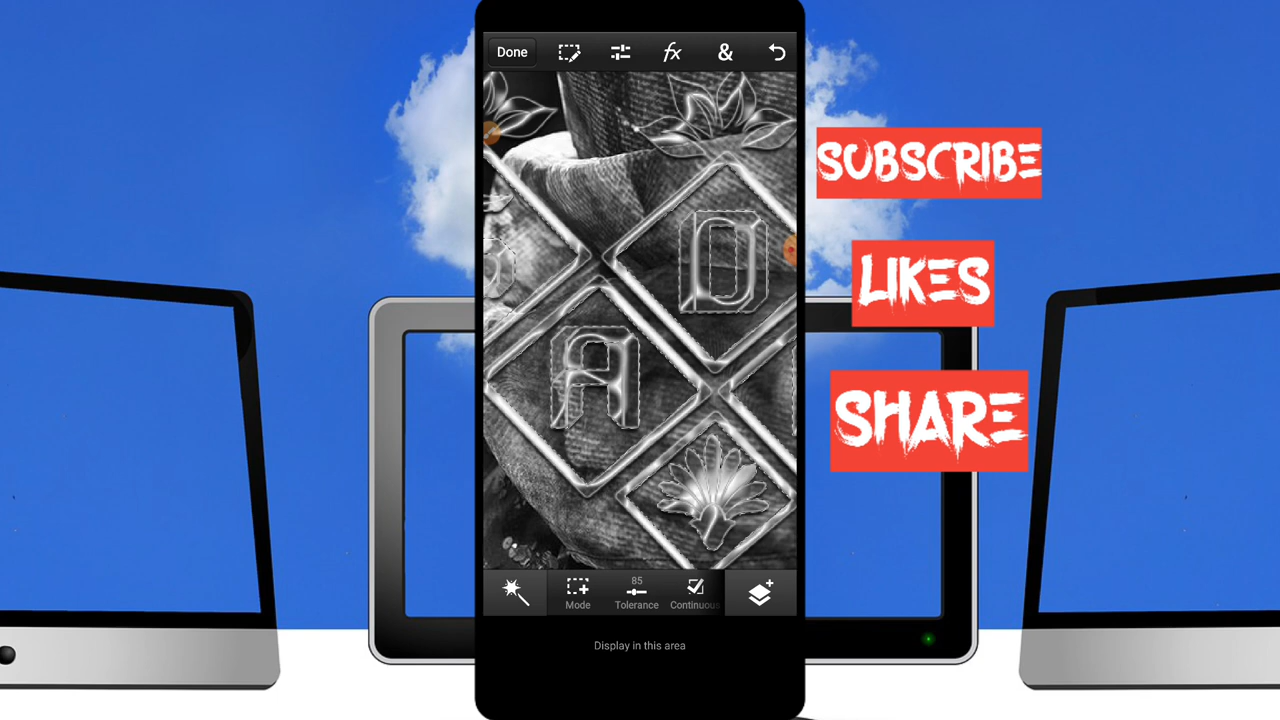 Done
fx
&
SUBSCRIBE
LIKES
SHARE
D
A
85
Mode
Tolerance
Continuous
Display in this area